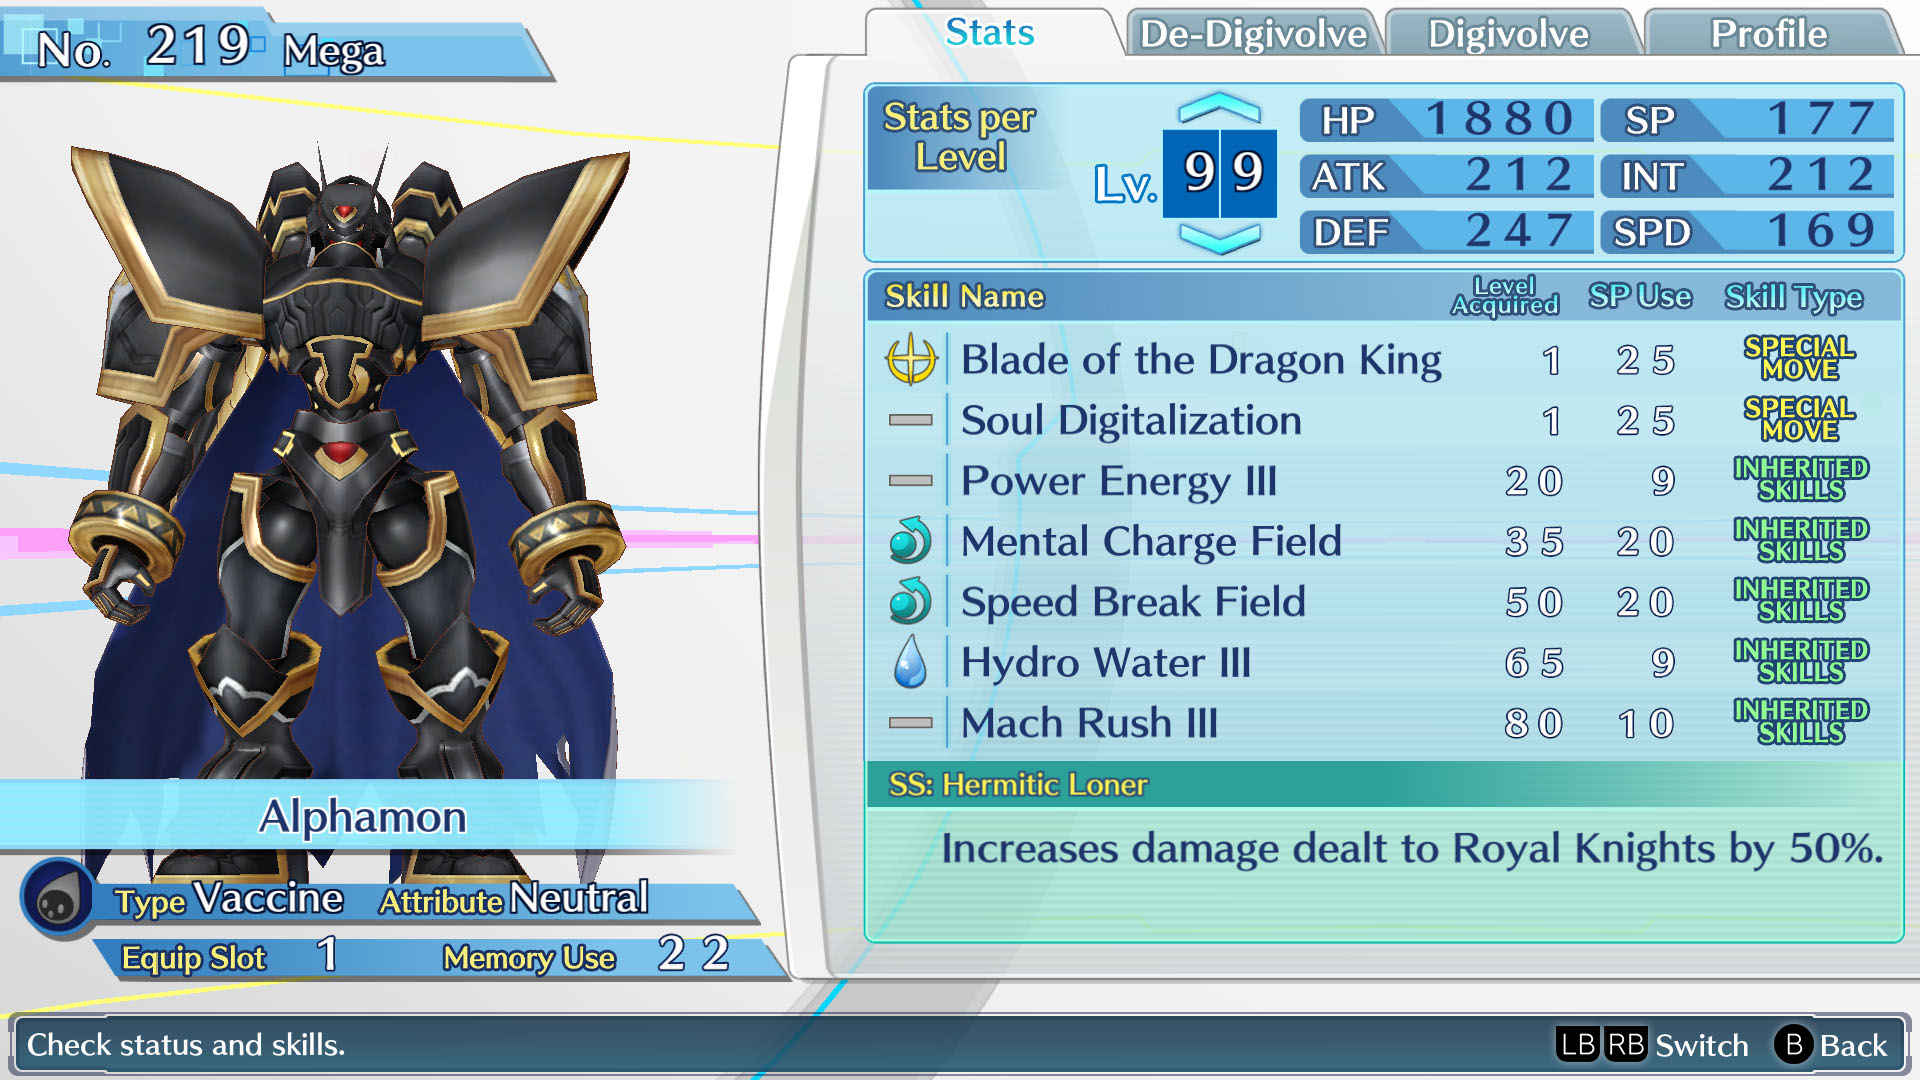 No. 219 Mega
Stats
De-Digivolve
Digivolve
Profile
Stats per
Level
Lv. 99
HP 1880
SP 177
ATK 212
INT 212
DEF 247
SPD 169
Skill Name Level Acquired SP Use Skill Type
Blade of the Dragon King 1 25 SPECIAL MOVE
Soul Digitalization 1 25 SPECIAL MOVE
Power Energy III 20 9 INHERITED SKILLS
Mental Charge Field 35 20 INHERITED SKILLS
Speed Break Field 50 20 INHERITED SKILLS
Hydro Water III 65 9 INHERITED SKILLS
Mach Rush III 80 10 INHERITED SKILLS
SS: Hermitic Loner
Increases damage dealt to Royal Knights by 50%.
Alphamon
Type Vaccine Attribute Neutral
Equip Slot 1 Memory Use 22
Check status and skills.
LB RB Switch B Back